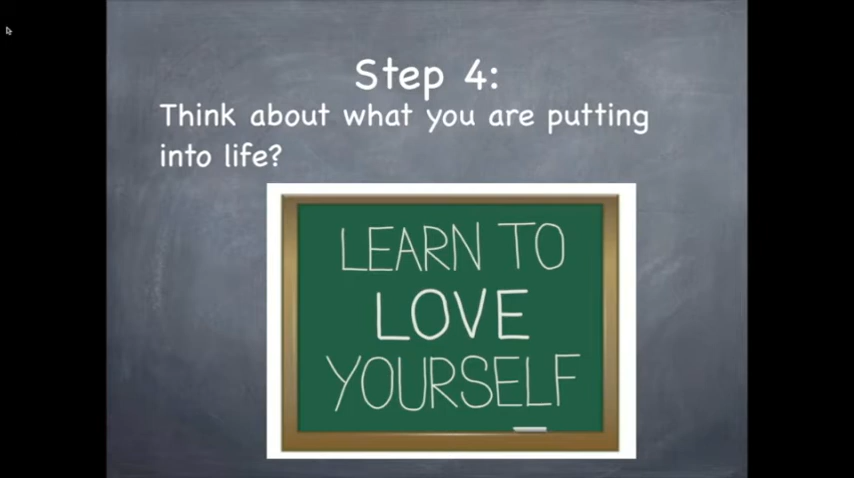 Step 4:
Think about what you are putting
into life?
LEARN TO
LOVE
YOURSELF